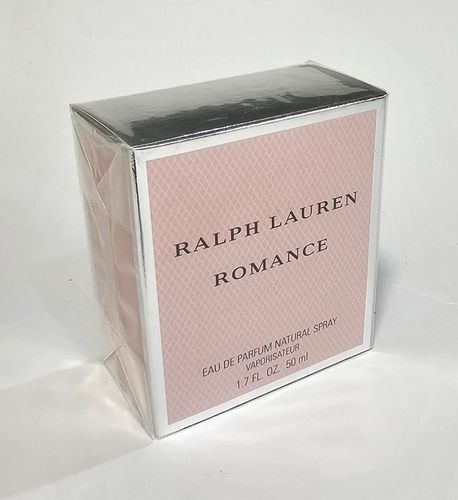 RALPH LAUREN
ROMANCE
EAU DE PARFUM NATURAL SPRAY
VAPORISATEUR
1.7 FL. OZ. 50 ml